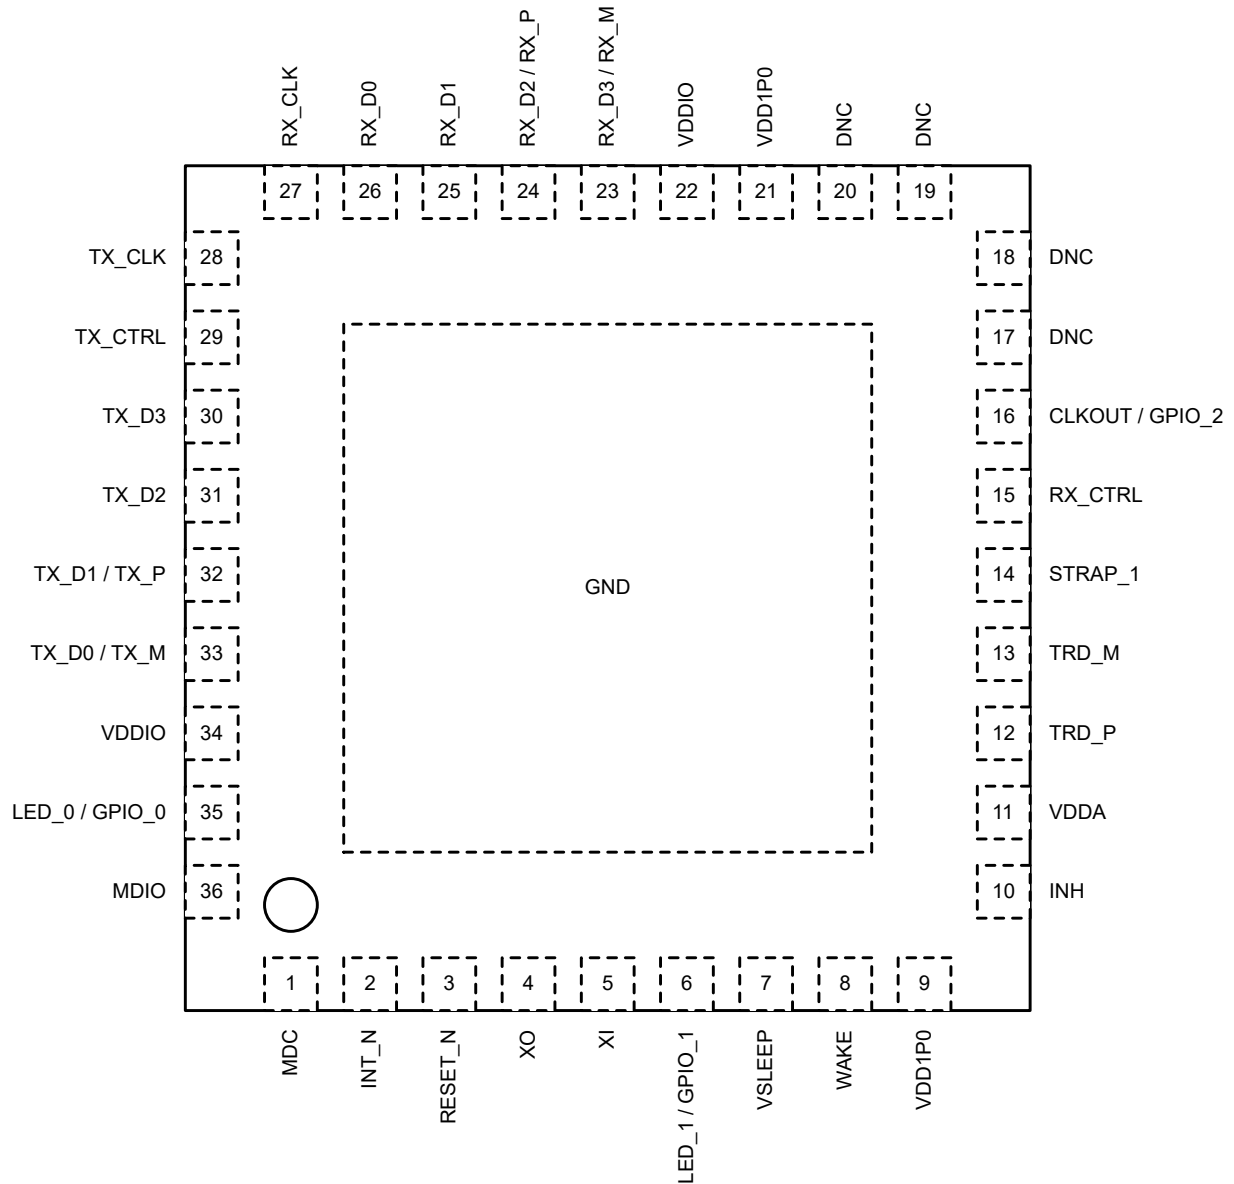 RX_CLK
RX_D0
RX_D1
RX_D2 / RX_P
RX_D3 / RX_M
VDDIO
VDD1P0
DNC
DNC
27
26
25
24
23
22
21
20
19
TX_CLK
28
TX_CTRL
29
TX_D3
30
TX_D2
31
TX_D1 / TX_P
32
TX_D0 / TX_M
33
VDDIO
34
LED_0 / GPIO_0
35
MDIO
36
GND
18
DNC
17
DNC
16
CLKOUT / GPIO_2
15
RX_CTRL
14
STRAP_1
13
TRD_M
12
TRD_P
11
VDDA
10
INH
1
2
3
4
5
6
7
8
9
MDC
INT_N
RESET_N
XO
XI
LED_1 / GPIO_1
VSLEEP
WAKE
VDD1P0